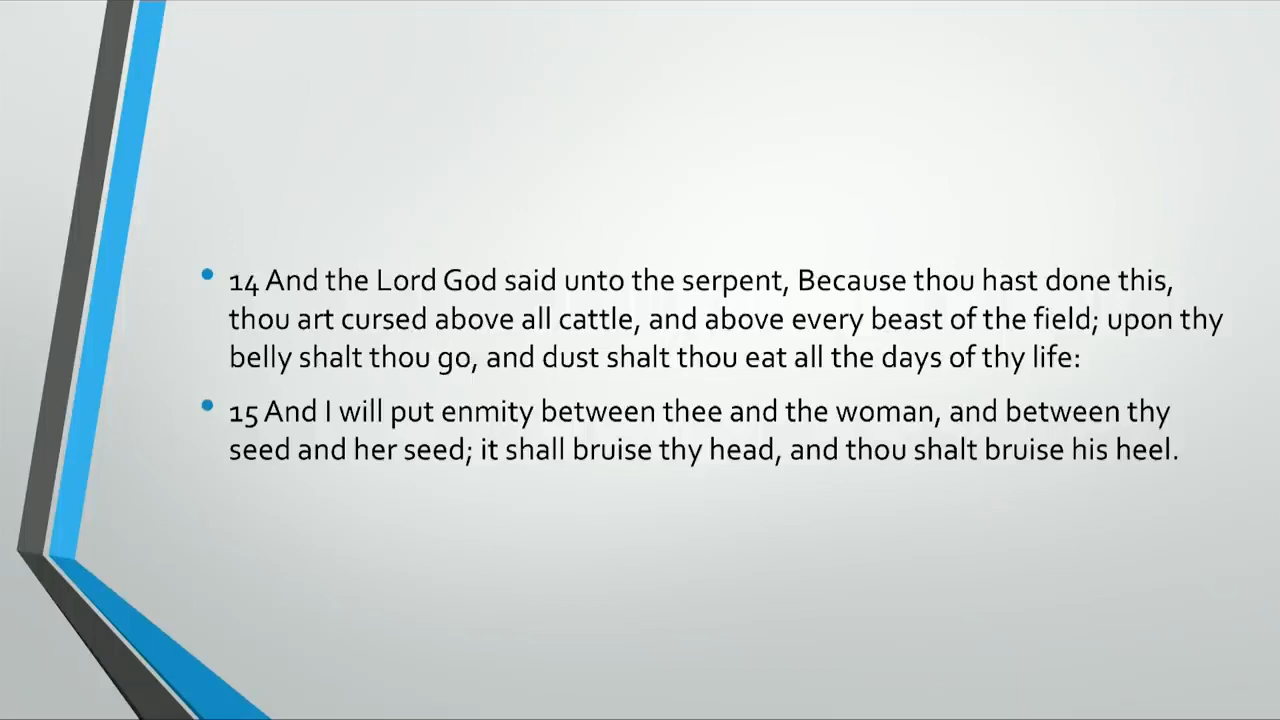 14 And the Lord God said unto the serpent, Because thou hast done this,
thou art cursed above all cattle, and above every beast of the field; upon thy
belly shalt thou go, and dust shalt thou eat all the days of thy life:
15 And I will put enmity between thee and the woman, and between thy
seed and her seed; it shall bruise thy head, and thou shalt bruise his heel.